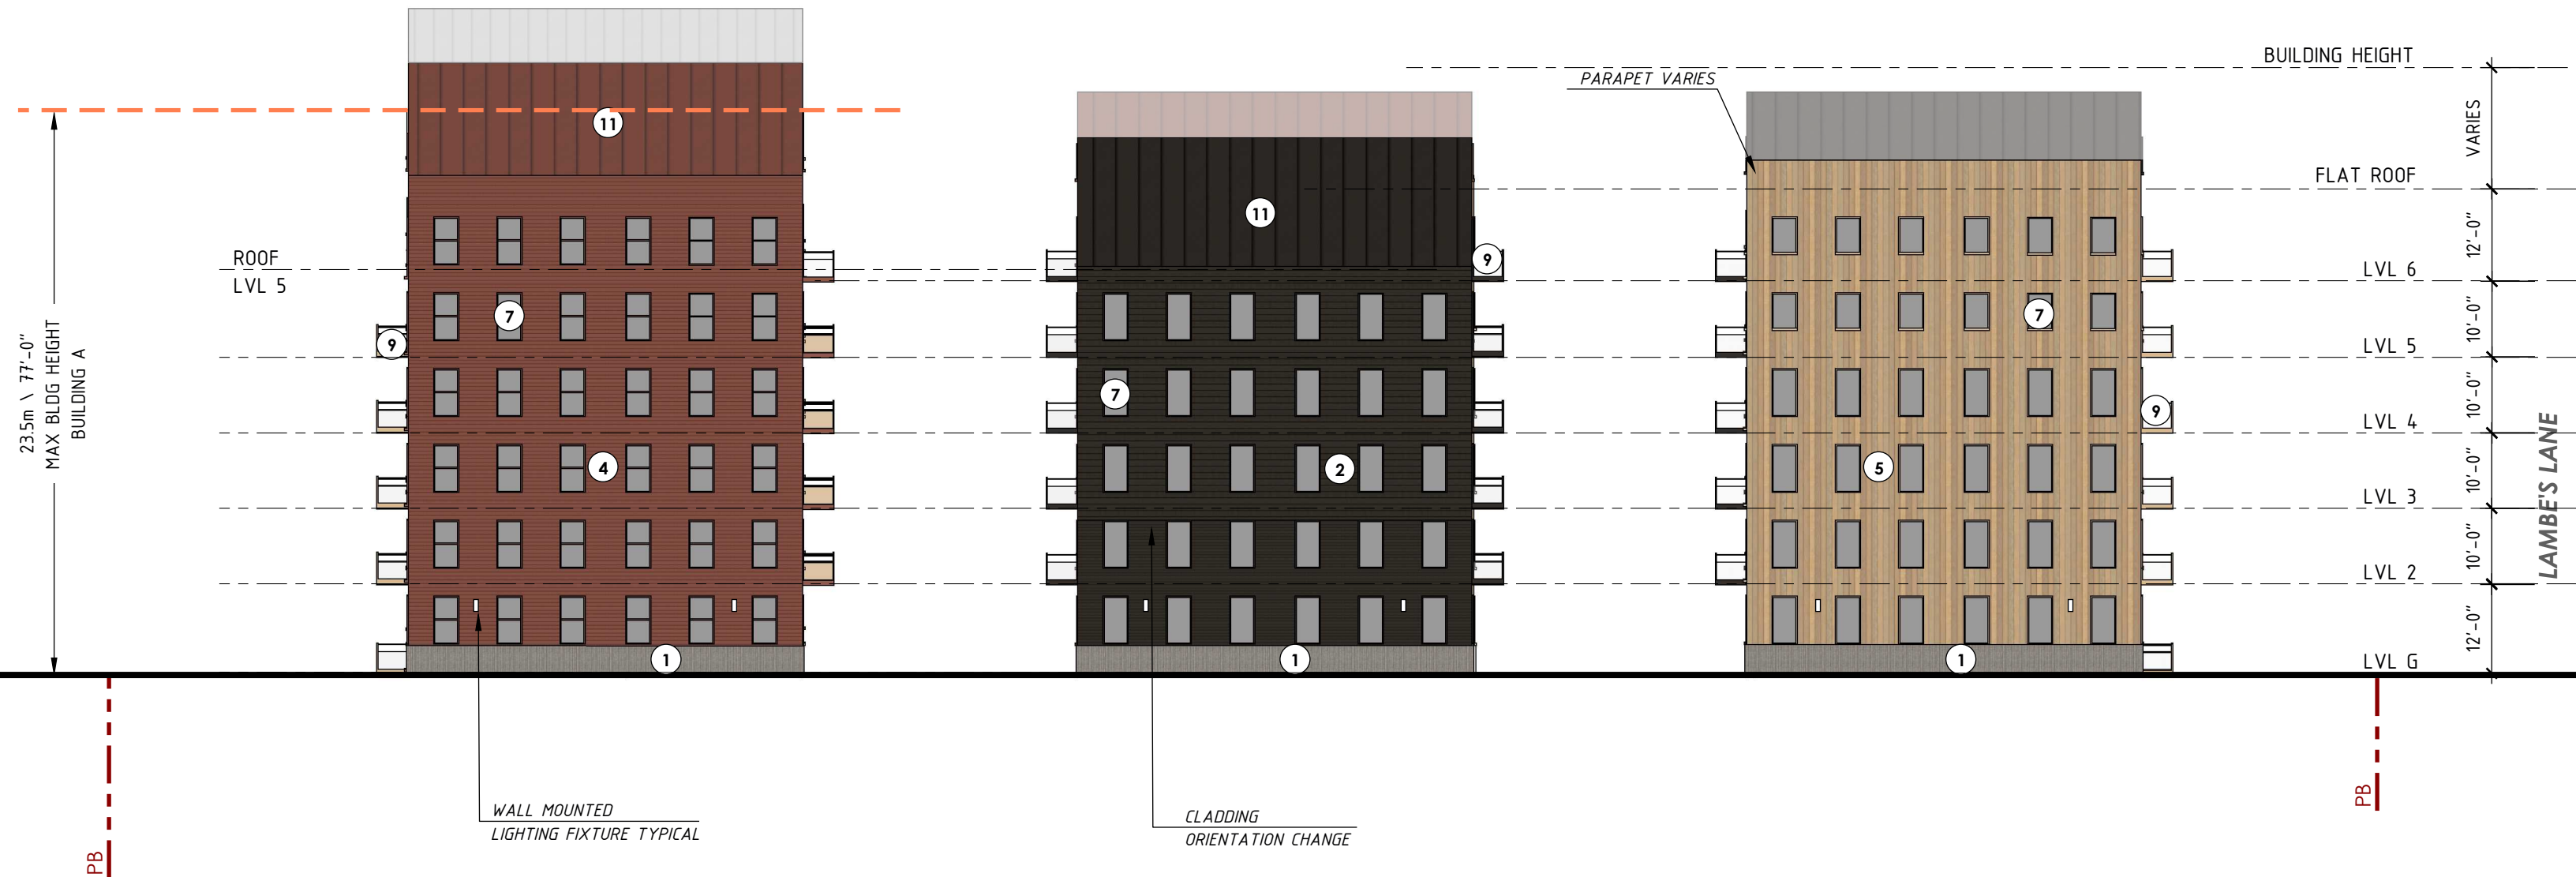 BUILDING HEIGHT
PARAPET VARIES
VARIES
11
FLAT ROOF
11
12'-0"
ROOF
LVL 5
9
LVL 6
7
7
10'-0"
23.5m \ 77'-0"
MAX BLDG HEIGHT
BUILDING A
9
LVL 5
7
10'-0"
9
LVL 4
4
2
5
10'-0"
LVL 3
LAMBE'S LANE
10'-0"
LVL 2
12'-0"
1
1
1
LVL G
PB
WALL MOUNTED
LIGHTING FIXTURE TYPICAL
CLADDING
ORIENTATION CHANGE
PB